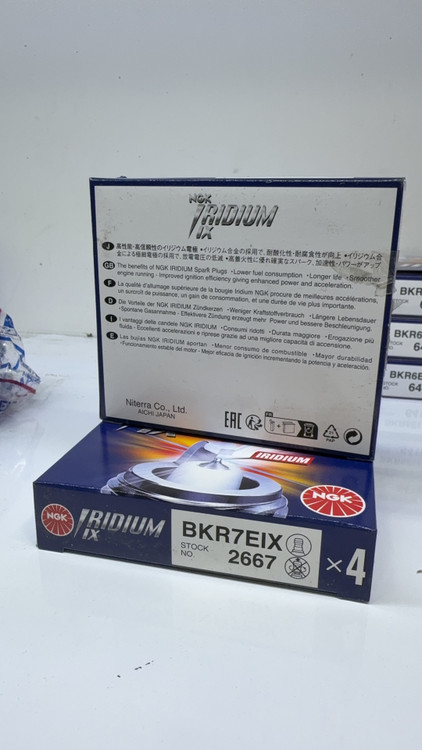 NGK
IRIDIUM
IX
J 高性能・高信頼性のイリジウム電極 •イリジウム合金の採用で、耐酸化性・耐腐食性が向上 •イリジウム合
金による極細電極の採用で、放電電圧の低減 •高着火性に優れ確実なスパーク、加速性・パワーがアップ
GB The benefits of NGK IRIDIUM Spark Plugs •Lower fuel consumption •Longer life •Smoother
engine running •Improved ignition efficiency giving enhanced power and acceleration.
F La qualité d'allumage supérieure de la bougie Iridium NGK procure de meilleures accélérations,
un surcroît de puissance, un gain de consommation, et une durée de vie plus importante.
D Die Vorteile der NGK IRIDIUM Zündkerzen •Weniger Kraftstoffverbrauch •Längere Lebensdauer
•Spontane Gasannahme - Effektivere Zündung erzeugt mehr Power und bessere Beschleunigung.
I I vantaggi delle candele NGK IRIDIUM •Consumi ridotti •Durata maggiore •Erogazione più
fluida - Eccellenti accelerazioni e riprese grazie ad una migliore capacità di accensione.
E Las bujías NGK IRIDIUM aportan •Menor consumo de combustible •Mayor durabilidad
•Funcionamiento estable del motor •Mejor eficacia de ignición incrementando la potencia y aceleración.
Niterra Co., Ltd.
AICHI JAPAN
EAC
FR
PAP
BKR
BKR6
64
BKR6E
STOCK
64
IRIDIUM
NGK
NGK
IRIDIUM
IX
BKR7EIX
STOCK
NO. 2667
×4